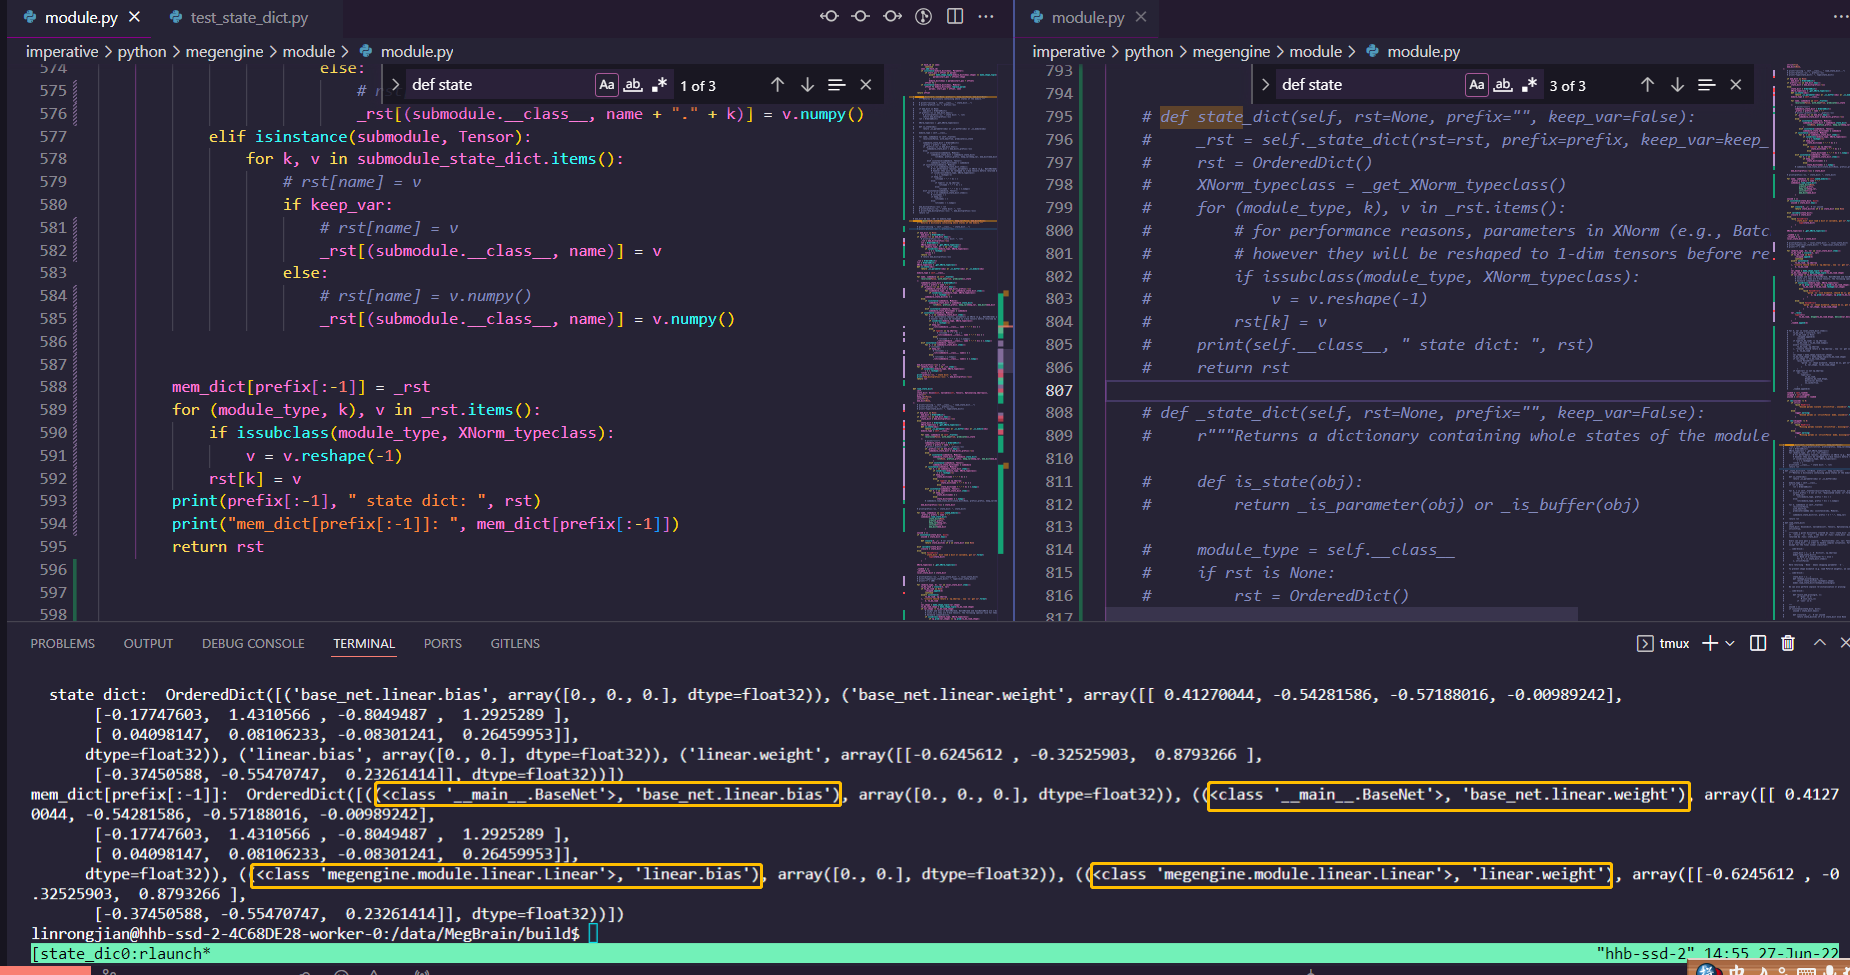 module.py
test_state_dict.py
imperative > python > megengine > module > module.py
574 else:
def state
Aa ab .* 1 of 3
575 #
576 _rst[(submodule.__class__, name + "." + k)] = v.numpy()
577 elif isinstance(submodule, Tensor):
578 for k, v in submodule_state_dict.items():
579 # rst[name] = v
580 if keep_var:
581 # rst[name] = v
582 _rst[(submodule.__class__, name)] = v
583 else:
584 # rst[name] = v.numpy()
585 _rst[(submodule.__class__, name)] = v.numpy()
586
587
588 mem_dict[prefix[:-1]] = _rst
589 for (module_type, k), v in _rst.items():
590 if issubclass(module_type, XNorm_typeclass):
591 v = v.reshape(-1)
592 rst[k] = v
593 print(prefix[:-1], " state dict: ", rst)
594 print("mem_dict[prefix[:-1]]: ", mem_dict[prefix[:-1]])
595 return rst
596
597
598
module.py
imperative > python > megengine > module > module.py
793
def state
Aa ab .* 3 of 3
794
795 # def state_dict(self, rst=None, prefix="", keep_var=False):
796 # _rst = self._state_dict(rst=rst, prefix=prefix, keep_var=keep_
797 # rst = OrderedDict()
798 # XNorm_typeclass = _get_XNorm_typeclass()
799 # for (module_type, k), v in _rst.items():
800 # # for performance reasons, parameters in XNorm (e.g., Batc
801 # # however they will be reshaped to 1-dim tensors before re
802 # if issubclass(module_type, XNorm_typeclass):
803 # v = v.reshape(-1)
804 # rst[k] = v
805 # print(self.__class__, " state dict: ", rst)
806 # return rst
807
808 # def _state_dict(self, rst=None, prefix="", keep_var=False):
809 # r"""Returns a dictionary containing whole states of the module
810
811 # def is_state(obj):
812 # return _is_parameter(obj) or _is_buffer(obj)
813
814 # module_type = self.__class__
815 # if rst is None:
816 # rst = OrderedDict()
817
PROBLEMS OUTPUT DEBUG CONSOLE TERMINAL PORTS GITLENS
tmux
state dict: OrderedDict([('base_net.linear.bias', array([0., 0., 0.], dtype=float32)), ('base_net.linear.weight', array([[ 0.41270044, -0.54281586, -0.57188016, -0.00989242],
[-0.17747603, 1.4310566 , -0.8049487 , 1.2925289 ],
[ 0.04098147, 0.08106233, -0.08301241, 0.26459953]],
dtype=float32)), ('linear.bias', array([0., 0.], dtype=float32)), ('linear.weight', array([[-0.6245612 , -0.32525903, 0.8793266 ],
[-0.37450588, -0.55470747, 0.23261414]], dtype=float32))])
mem_dict[prefix[:-1]]: OrderedDict([((<class '__main__.BaseNet'>, 'base_net.linear.bias'), array([0., 0., 0.], dtype=float32)), ((<class '__main__.BaseNet'>, 'base_net.linear.weight'), array([[ 0.4127
0044, -0.54281586, -0.57188016, -0.00989242],
[-0.17747603, 1.4310566 , -0.8049487 , 1.2925289 ],
[ 0.04098147, 0.08106233, -0.08301241, 0.26459953]],
dtype=float32)), ((<class 'megengine.module.linear.Linear'>, 'linear.bias'), array([0., 0.], dtype=float32)), ((<class 'megengine.module.linear.Linear'>, 'linear.weight'), array([[-0.6245612 , -0
.32525903, 0.8793266 ],
[-0.37450588, -0.55470747, 0.23261414]], dtype=float32))])
linrongjian@hhb-ssd-2-4C68DE28-worker-0:/data/MegBrain/build$
[state_dic0:rlaunch* "hhb-ssd-2" 14:55 27-Jun-22